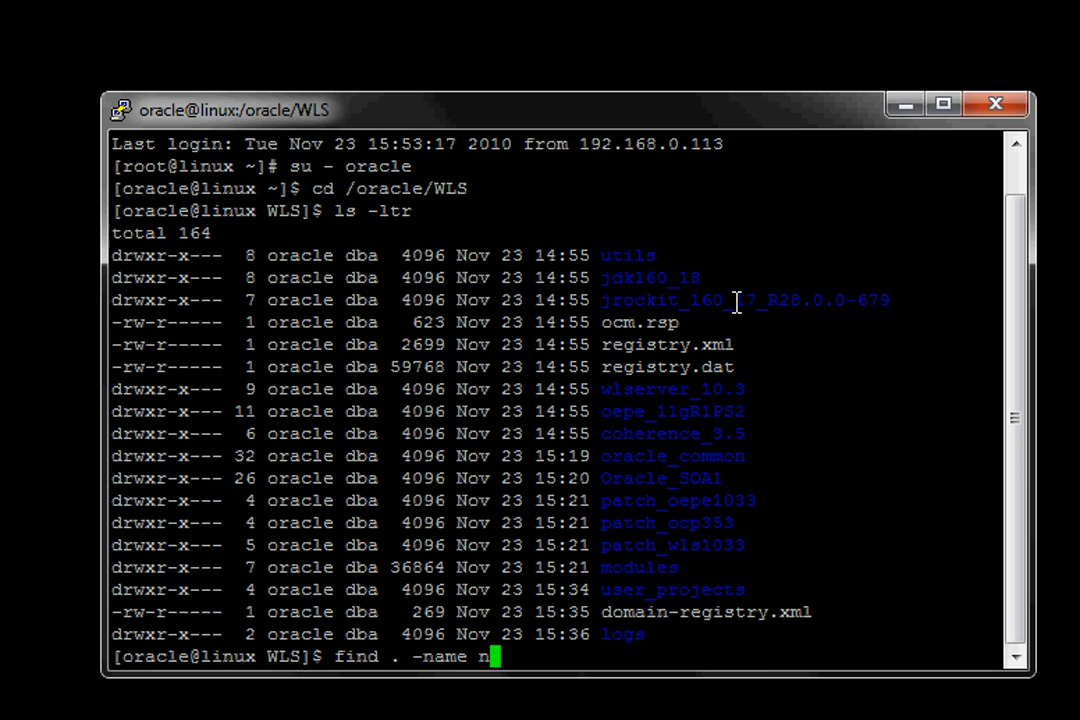 oracle@linux:/oracle/WLS
Last login: Tue Nov 23 15:53:17 2010 from 192.168.0.113
[root@linux ~]# su - oracle
[oracle@linux ~]$ cd /oracle/WLS
[oracle@linux WLS]$ ls -ltr
total 164
drwxr-x--- 8 oracle dba 4096 Nov 23 14:55 utils
drwxr-x--- 8 oracle dba 4096 Nov 23 14:55 jdk160_18
drwxr-x--- 7 oracle dba 4096 Nov 23 14:55 jrockit_160_17_R28.0.0-679
-rw-r----- 1 oracle dba 623 Nov 23 14:55 ocm.rsp
-rw-r----- 1 oracle dba 2699 Nov 23 14:55 registry.xml
-rw-r----- 1 oracle dba 59768 Nov 23 14:55 registry.dat
drwxr-x--- 9 oracle dba 4096 Nov 23 14:55 wlserver_10.3
drwxr-x--- 11 oracle dba 4096 Nov 23 14:55 oepe_11gR1PS2
drwxr-x--- 6 oracle dba 4096 Nov 23 14:55 coherence_3.5
drwxr-x--- 32 oracle dba 4096 Nov 23 15:19 oracle_common
drwxr-x--- 26 oracle dba 4096 Nov 23 15:20 Oracle_SOA1
drwxr-x--- 4 oracle dba 4096 Nov 23 15:21 patch_oepe1033
drwxr-x--- 4 oracle dba 4096 Nov 23 15:21 patch_ocp353
drwxr-x--- 5 oracle dba 4096 Nov 23 15:21 patch_wls1033
drwxr-x--- 7 oracle dba 36864 Nov 23 15:21 modules
drwxr-x--- 4 oracle dba 4096 Nov 23 15:34 user_projects
-rw-r----- 1 oracle dba 269 Nov 23 15:35 domain-registry.xml
drwxr-x--- 2 oracle dba 4096 Nov 23 15:36 logs
[oracle@linux WLS]$ find . -name n